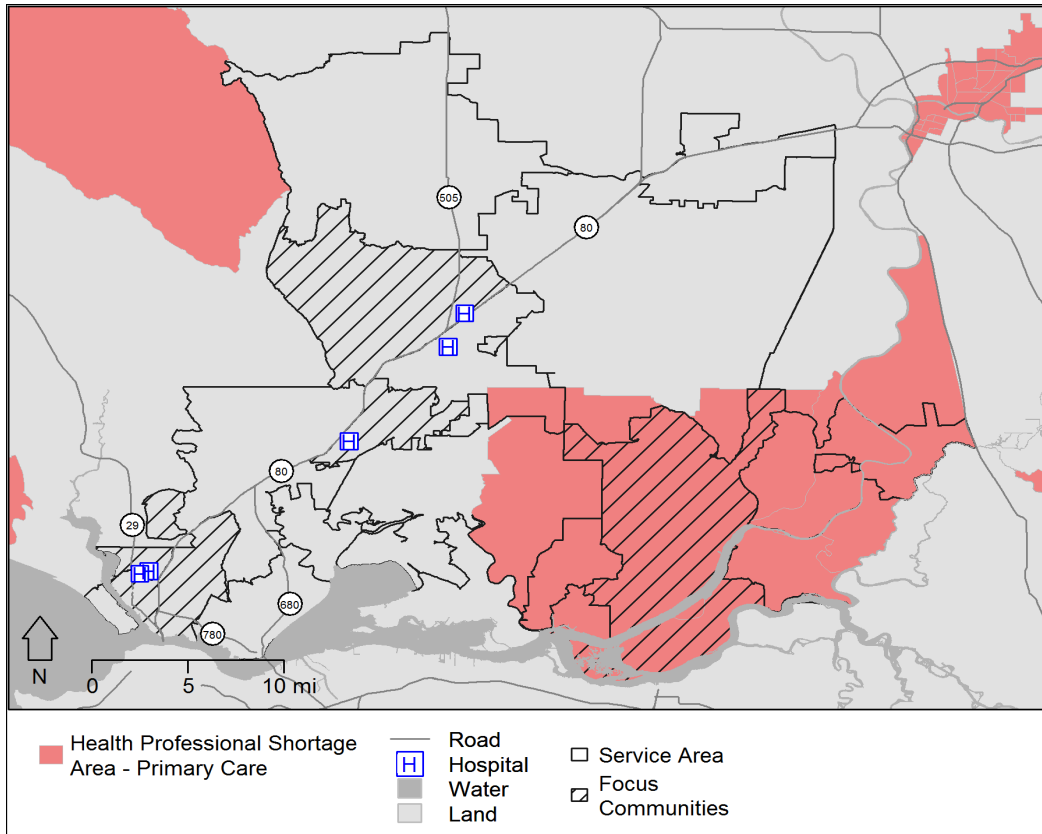 505
80
H
H
H
80
29
H
H
680
780
N
0 5 10 mi
Health Professional Shortage
Area - Primary Care
Road
H Hospital
Water
Land
Service Area
Focus
Communities